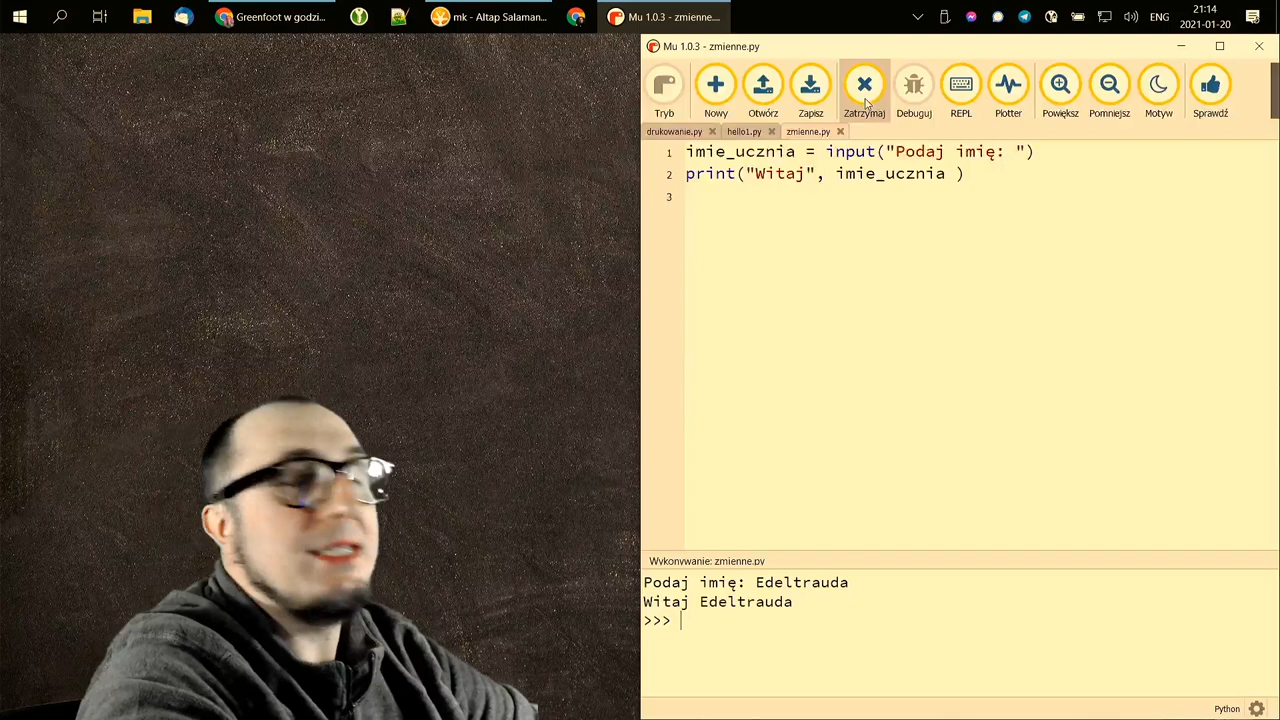 Greenfoot w godzi...
mk - Altap Salaman...
Mu 1.0.3 - zmienne....
ENG
21:14
2021-01-20
Mu 1.0.3 - zmienne.py
Tryb
Nowy
Otwórz
Zapisz
Zatrzymaj
Debuguj
REPL
Plotter
Powiększ
Pomniejsz
Motyw
Sprawdź
drukowanie.py
hello1.py
zmienne.py
1 imie_ucznia = input("Podaj imię: ")
2 print("Witaj", imie_ucznia )
3
Wykonywanie: zmienne.py
Podaj imię: Edeltrauda
Witaj Edeltrauda
>>>
Python